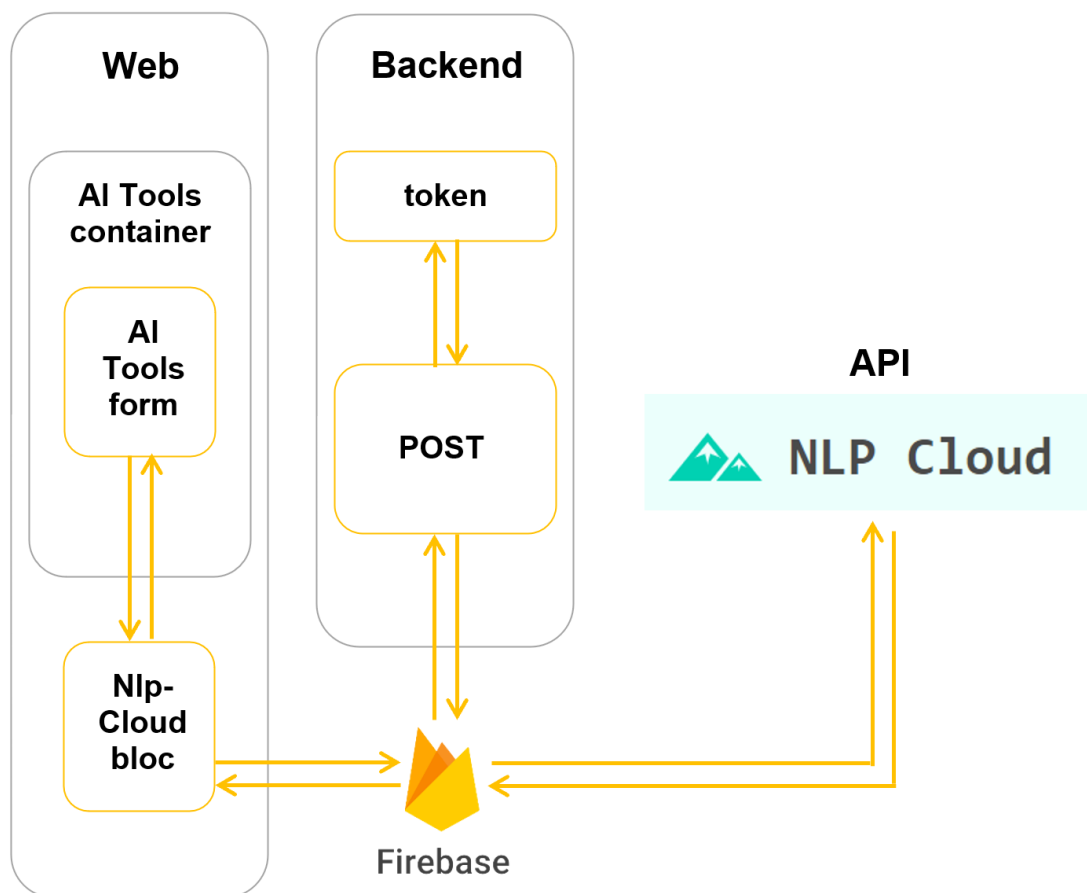 Web
AI Tools
container
AI
Tools
form
Nlp-
Cloud
bloc
Backend
token
POST
Firebase
API
NLP Cloud